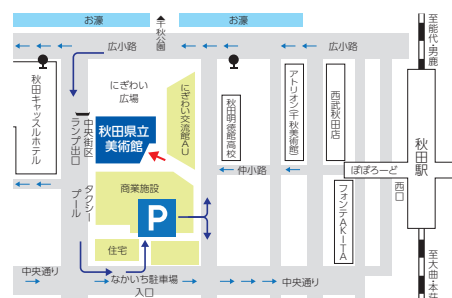 お濠
千秋公園
お濠
至能代・男鹿
広小路
広小路
秋田キャッスルホテル
にぎわい
広場
にぎわい交流館AU
秋田明徳館高校
アトリオン(千秋美術館)
西武秋田店
秋田駅
中央街区
ランプ出口
秋田県立
美術館
仲小路
ぽぽろーど
西口
タクシー
プール
商業施設
P
フォンテAKITA
住宅
至大曲・本荘
中央通り
なかいち駐車場
入口
中央通り